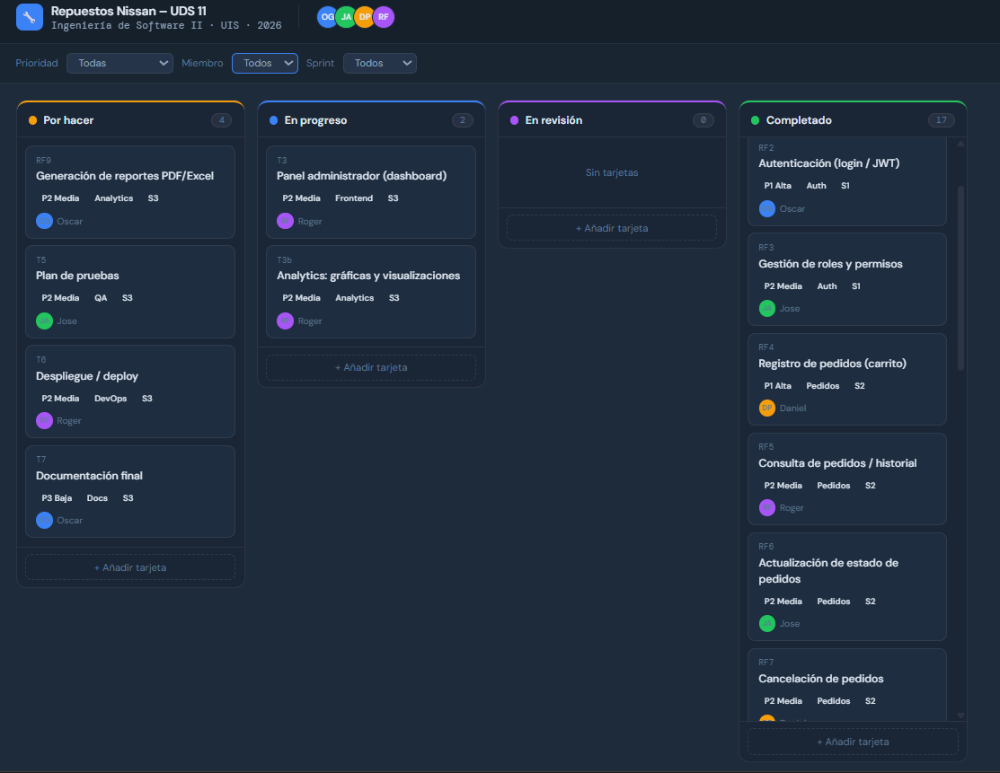 Repuestos Nissan – UDS 11
Ingeniería de Software II · UIS · 2026
OG JA DP RF
Prioridad Todas Miembro Todos Sprint Todos
Por hacer 4
RF9
Generación de reportes PDF/Excel
P2 Media Analytics S3
Oscar
T5
Plan de pruebas
P2 Media QA S3
JA Jose
T6
Despliegue / deploy
P2 Media DevOps S3
RF Roger
T7
Documentación final
P3 Baja Docs S3
Oscar
+ Añadir tarjeta
En progreso 2
T3
Panel administrador (dashboard)
P2 Media Frontend S3
RF Roger
T3b
Analytics: gráficas y visualizaciones
P2 Media Analytics S3
RF Roger
+ Añadir tarjeta
En revisión 0
Sin tarjetas
+ Añadir tarjeta
Completado 17
RF2
Autenticación (login / JWT)
P1 Alta Auth S1
Oscar
RF3
Gestión de roles y permisos
P2 Media Auth S1
JA Jose
RF4
Registro de pedidos (carrito)
P1 Alta Pedidos S2
DP Daniel
RF5
Consulta de pedidos / historial
P2 Media Pedidos S2
RF Roger
RF6
Actualización de estado de
pedidos
P2 Media Pedidos S2
JA Jose
RF7
Cancelación de pedidos
P2 Media Pedidos S2
+ Añadir tarjeta